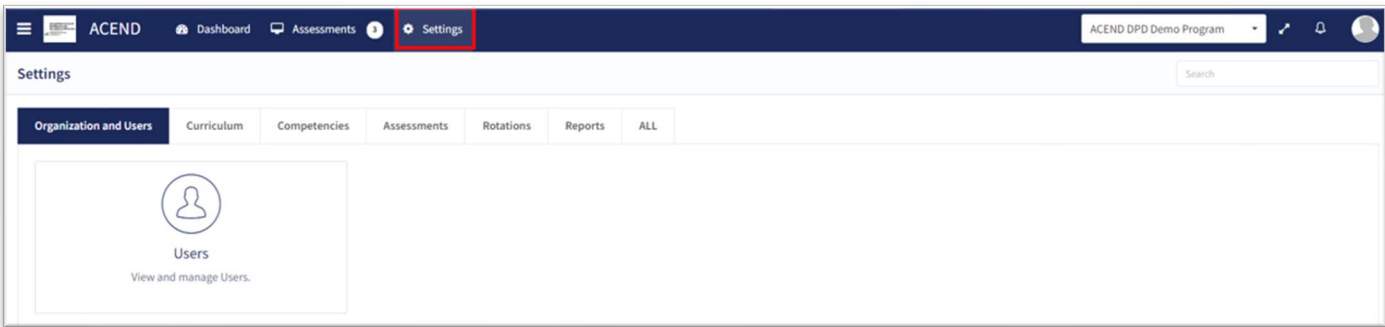 ACEND Dashboard Assessments 3 Settings ACEND DPD Demo Program
Settings Search
Organization and Users Curriculum Competencies Assessments Rotations Reports ALL
Users
View and manage Users.